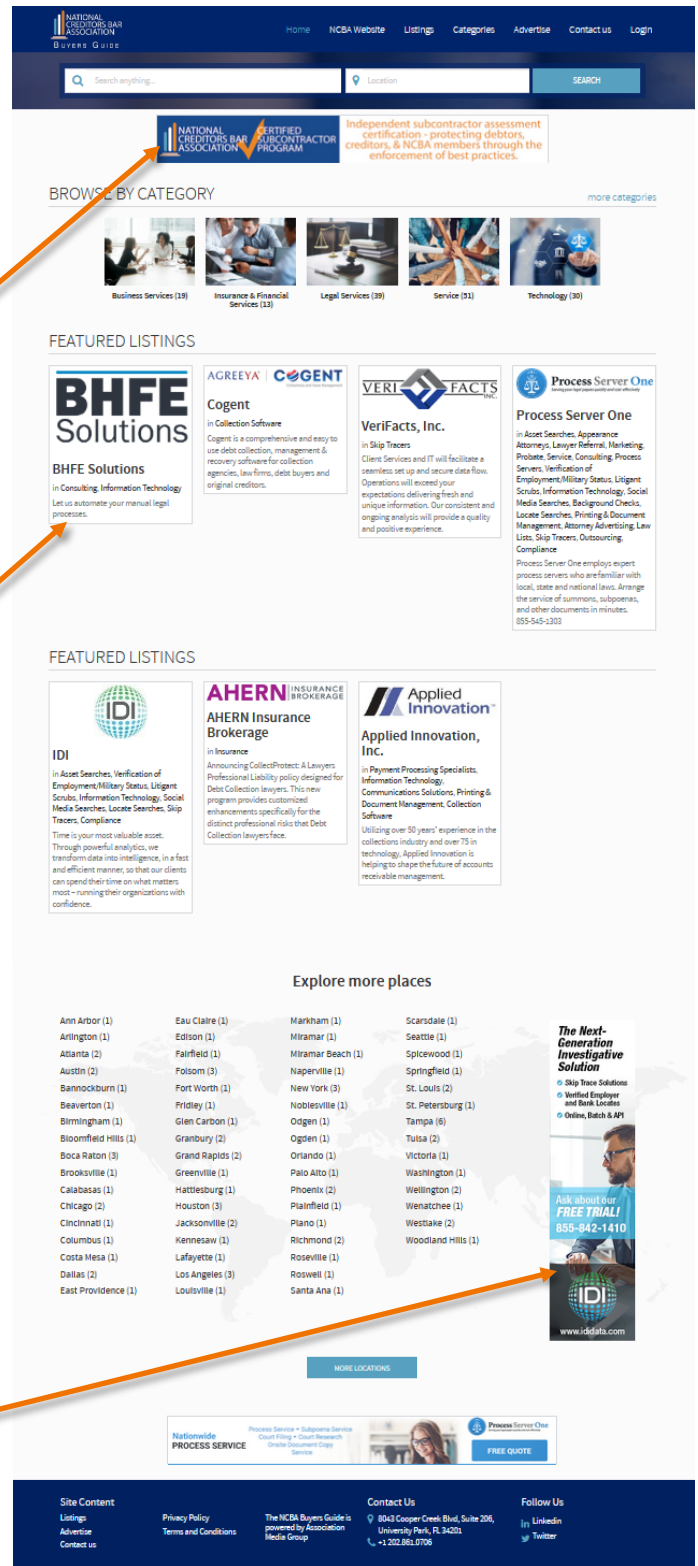 NATIONAL
CREDITORS BAR
ASSOCIATION
BUYERS GUIDE
Home NCBA Website Listings Categories Advertise Contact us Login
Search anything... Location SEARCH
NATIONAL
CREDITORS BAR
ASSOCIATION
CERTIFIED
SUBCONTRACTOR
PROGRAM
Independent subcontractor assessment
certification - protecting debtors,
creditors, & NCBA members through the
enforcement of best practices.
BROWSE BY CATEGORY more categories
Business Services (19)
Insurance & Financial
Services (13)
Legal Services (39)
Service (51)
Technology (30)
FEATURED LISTINGS
BHFE
Solutions
BHFE Solutions
in Consulting, Information Technology
Let us automate your manual legal
processes.
AGREEYA COGENT
Cogent
in Collection Software
Cogent is a comprehensive and easy to
use debt collection, management &
recovery software for collection
agencies, law firms, debt buyers and
original creditors.
VERI FACTS
INC.
VeriFacts, Inc.
in Skip Tracers
Client Services and IT will facilitate a
seamless set up and secure data flow.
Operations will exceed your
expectations delivering fresh and
unique information. Our consistent and
ongoing analysis will provide a quality
and positive experience.
Process Server One
Process Server One
in Asset Searches, Appearance
Attorneys, Lawyer Referral, Marketing,
Probate, Service, Consulting, Process
Servers, Verification of
Employment/Military Status, Litigant
Scrubs, Information Technology, Social
Media Searches, Background Checks,
Locate Searches, Printing & Document
Management, Attorney Advertising, Law
Lists, Skip Tracers, Outsourcing,
Compliance
Process Server One employs expert
process servers who are familiar with
local, state and national laws. Arrange
the service of summons, subpoenas,
and other documents in minutes.
855-545-1303
FEATURED LISTINGS
IDI
IDI
in Asset Searches, Verification of
Employment/Military Status, Litigant
Scrubs, Information Technology, Social
Media Searches, Locate Searches, Skip
Tracers, Compliance
Time is your most valuable asset.
Through powerful analytics, we
transform data into intelligence, in a fast
and efficient manner, so that our clients
can spend their time on what matters
most – running their organizations with
confidence.
AHERN INSURANCE
BROKERAGE
AHERN Insurance
Brokerage
in Insurance
Announcing CollectProtect: A Lawyers
Professional Liability policy designed for
Debt Collection lawyers. This new
program provides customized
enhancements specifically for the
distinct professional risks that Debt
Collection lawyers face.
Applied
Innovation™
Applied Innovation,
Inc.
in Payment Processing Specialists,
Information Technology,
Communications Solutions, Printing &
Document Management, Collection
Software
Utilizing over 50 years' experience in the
collections industry and over 75 in
technology, Applied Innovation is
helping to shape the future of accounts
receivable management.
Explore more places
Ann Arbor (1)
Arlington (1)
Atlanta (2)
Austin (2)
Bannockburn (1)
Beaverton (1)
Birmingham (1)
Bloomfield Hills (1)
Boca Raton (3)
Brooksville (1)
Calabasas (1)
Chicago (2)
Cincinnati (1)
Columbus (1)
Costa Mesa (1)
Dallas (2)
East Providence (1)
Eau Claire (1)
Edison (1)
Fairfield (1)
Folsom (3)
Fort Worth (1)
Fridley (1)
Glen Carbon (1)
Granbury (2)
Grand Rapids (2)
Greenville (1)
Hattiesburg (1)
Houston (3)
Jacksonville (2)
Kennesaw (1)
Lafayette (1)
Los Angeles (3)
Louisville (1)
Markham (1)
Miramar (1)
Miramar Beach (1)
Naperville (1)
New York (3)
Noblesville (1)
Odgen (1)
Ogden (1)
Orlando (1)
Palo Alto (1)
Phoenix (2)
Plainfield (1)
Plano (1)
Richmond (2)
Roseville (1)
Roswell (1)
Santa Ana (1)
Scarsdale (1)
Seattle (1)
Spicewood (1)
Springfield (1)
St. Louis (2)
St. Petersburg (1)
Tampa (6)
Tulsa (2)
Victoria (1)
Washington (1)
Wellington (2)
Wenatchee (1)
Westlake (2)
Woodland Hills (1)
The Next-
Generation
Investigative
Solution
Skip Trace Solutions
Verified Employer
and Bank Locates
Online, Batch & API
Ask about our
FREE TRIAL!
855-842-1410
IDI
www.ididata.com
MORE LOCATIONS
Nationwide
PROCESS SERVICE
Process Service • Subpoena Service
Court Filing • Court Research
Onsite Document Copy
Service
Process Server One
FREE QUOTE
Site Content
Listings
Advertise
Contact us
Privacy Policy
Terms and Conditions
The NCBA Buyers Guide is
powered by Association
Media Group
Contact Us
8043 Cooper Creek Blvd, Suite 206,
University Park, FL 34201
+1 202.861.0706
Follow Us
Linkedin
Twitter